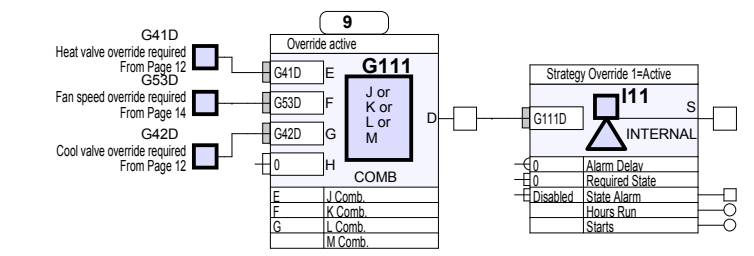 9
G41D
Heat valve override required
From Page 12
G53D
Fan speed override required
From Page 14
G42D
Cool valve override required
From Page 12
Override active
G41D E G111
G53D F
G42D G
0 H
J or
K or
L or
M
D
COMB
E J Comb.
F K Comb.
G L Comb.
M Comb.
Strategy Override 1=Active
G111D I11 S
INTERNAL
0 Alarm Delay
0 Required State
Disabled State Alarm
Hours Run
Starts